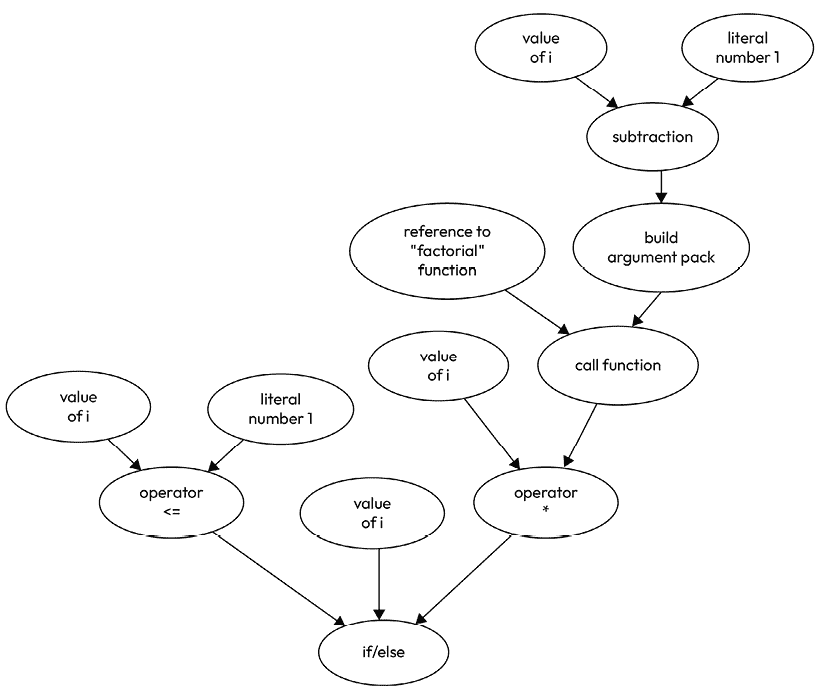 value
of i
literal
number 1
subtraction
reference to
"factorial"
function
build
argument pack
value
of i
call function
value
of i
literal
number 1
operator
<=
value
of i
operator
*
if/else